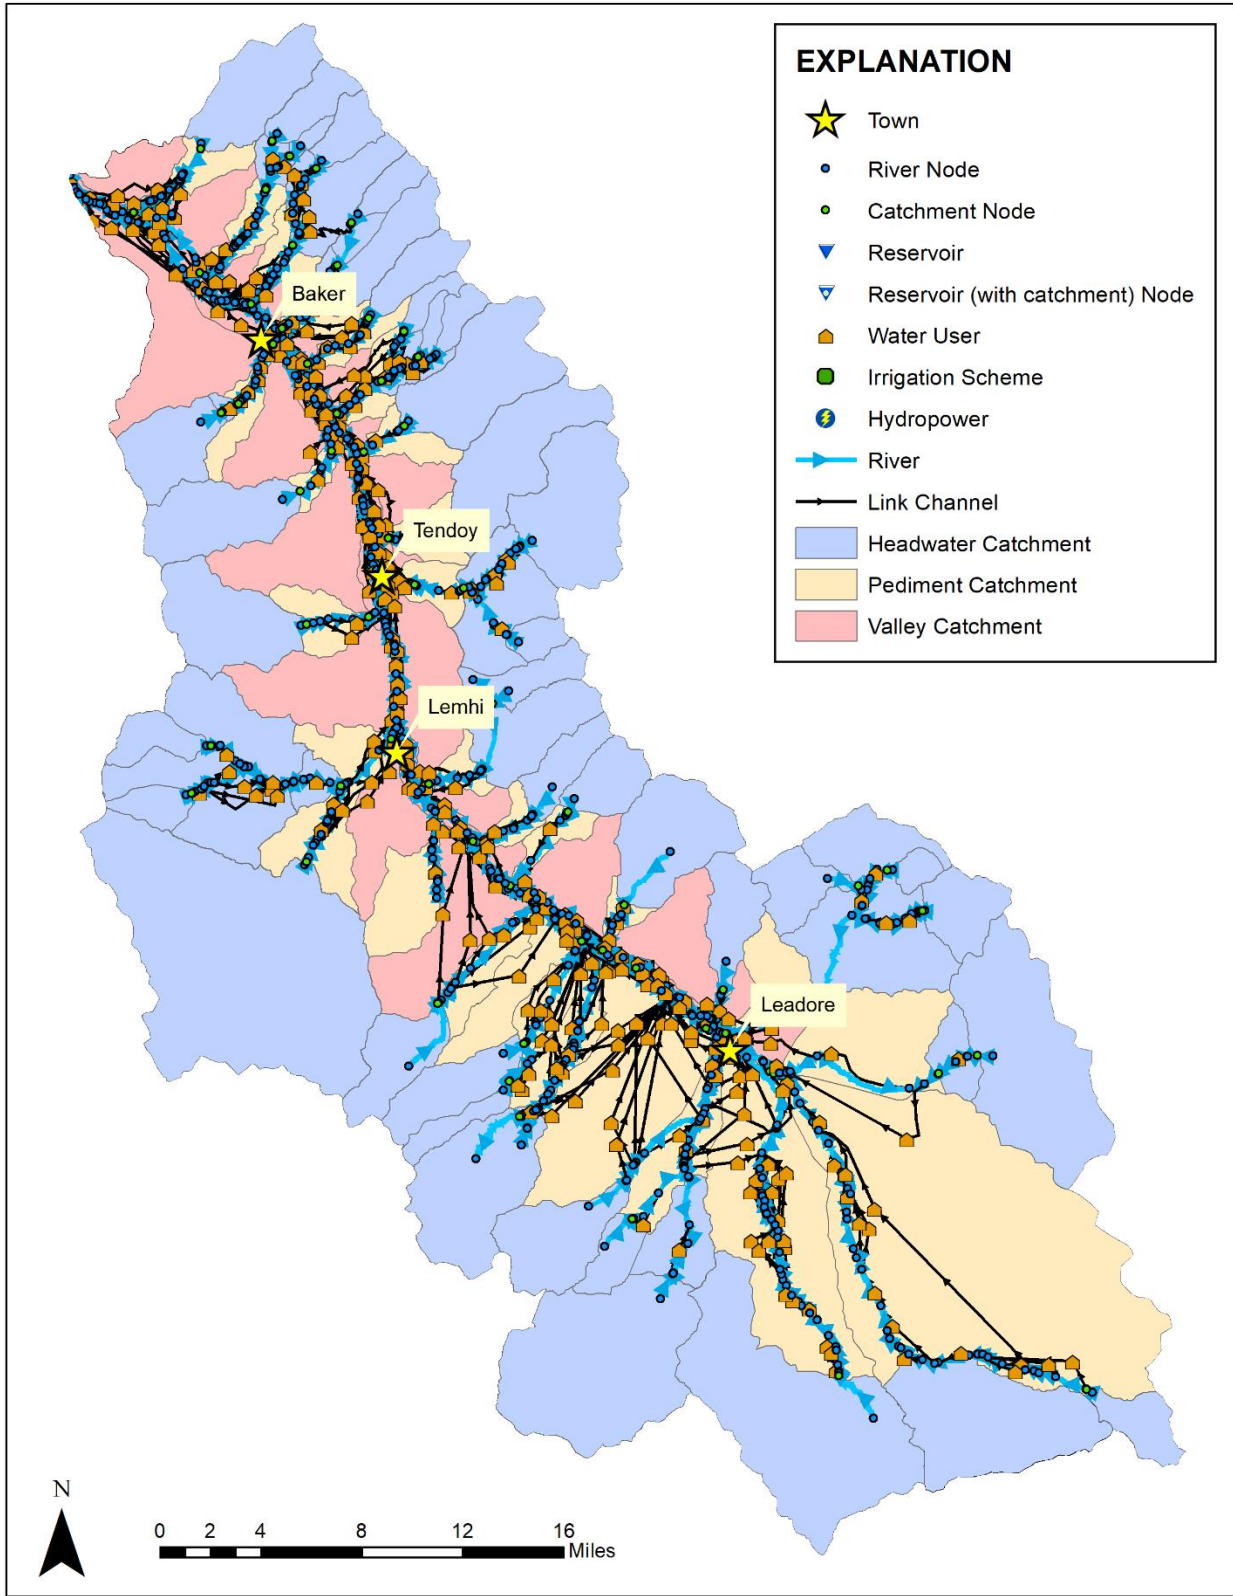 EXPLANATION
Town
River Node
Catchment Node
Reservoir
Reservoir (with catchment) Node
Water User
Irrigation Scheme
Hydropower
River
Link Channel
Headwater Catchment
Pediment Catchment
Valley Catchment
Baker
Tendoy
Lemhi
Leadore
N
0 2 4 8 12 16
Miles